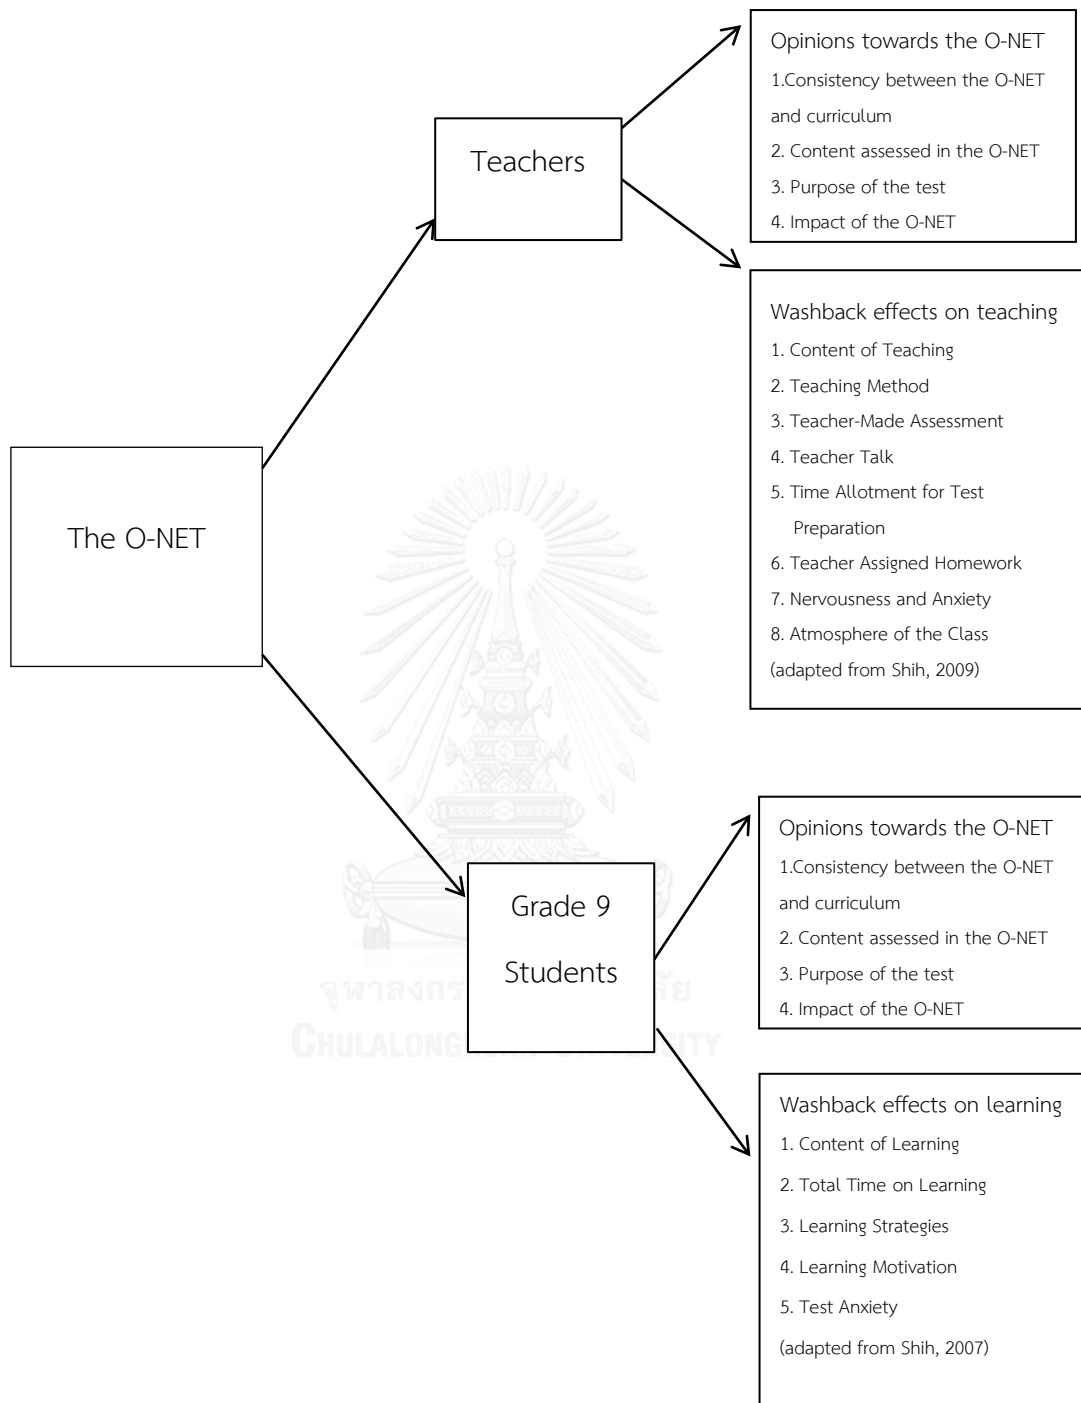 Opinions towards the O-NET
1.Consistency between the O-NET
and curriculum
2. Content assessed in the O-NET
3. Purpose of the test
4. Impact of the O-NET
Teachers
Washback effects on teaching
1. Content of Teaching
2. Teaching Method
3. Teacher-Made Assessment
4. Teacher Talk
5. Time Allotment for Test
Preparation
6. Teacher Assigned Homework
7. Nervousness and Anxiety
8. Atmosphere of the Class
(adapted from Shih, 2009)
The O-NET
Grade 9
Students
Opinions towards the O-NET
1.Consistency between the O-NET
and curriculum
2. Content assessed in the O-NET
3. Purpose of the test
4. Impact of the O-NET
Washback effects on learning
1. Content of Learning
2. Total Time on Learning
3. Learning Strategies
4. Learning Motivation
5. Test Anxiety
(adapted from Shih, 2007)